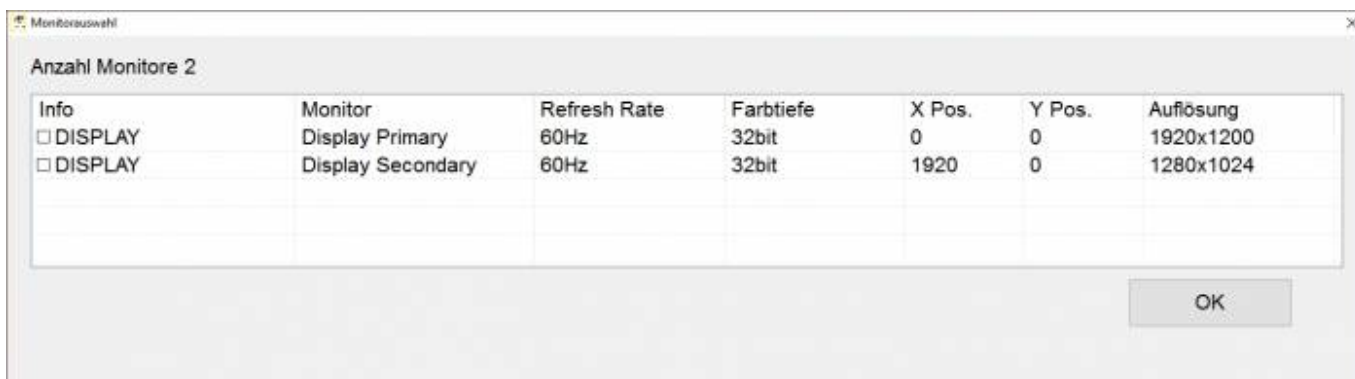 Monitorauswahl
Anzahl Monitore 2
Info Monitor Refresh Rate Farbtiefe X Pos. Y Pos. Auflösung
DISPLAY Display Primary 60Hz 32bit 0 0 1920x1200
DISPLAY Display Secondary 60Hz 32bit 1920 0 1280x1024
OK